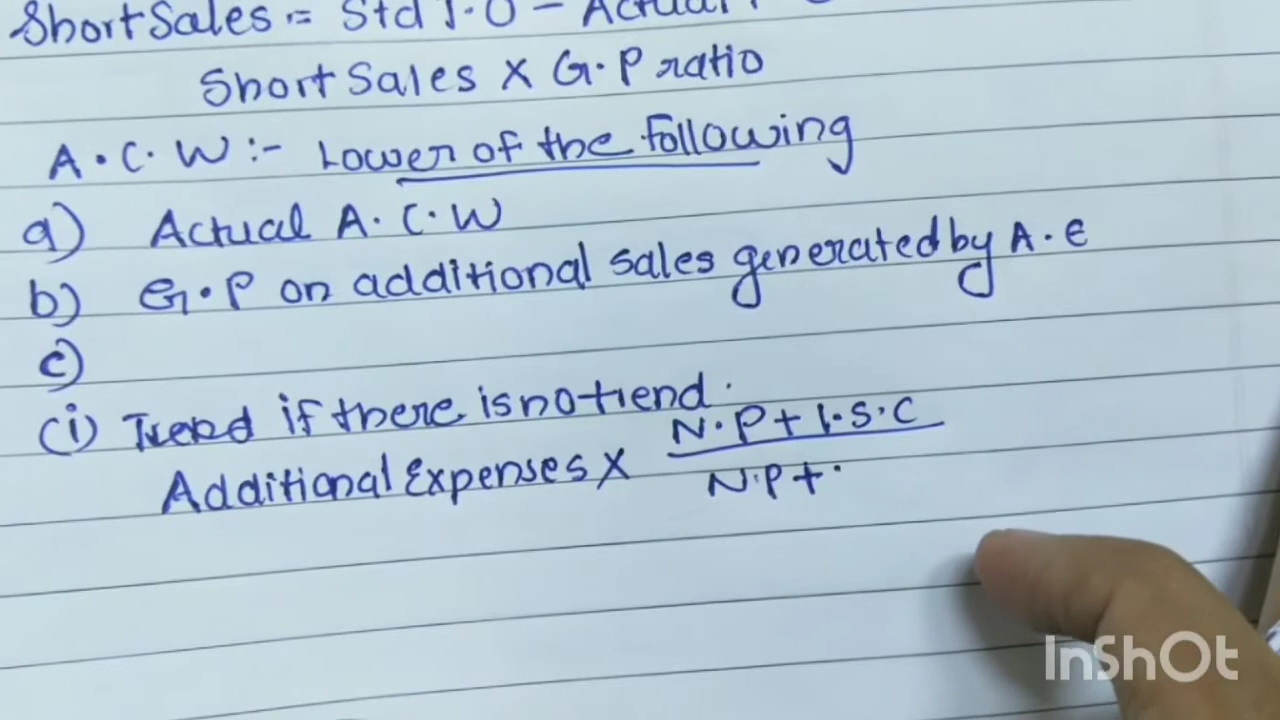 Short Sales := Std T.O - Actual
Short Sales X G.P ratio
A.C.W :- Lower of the following
a) Actual A.C.W
b) G.P on additional sales generated by A.E
c)
(i) Trend if there is no trend.
N.P + I.S.C
Additional Expenses X
N.P + .
InShOt